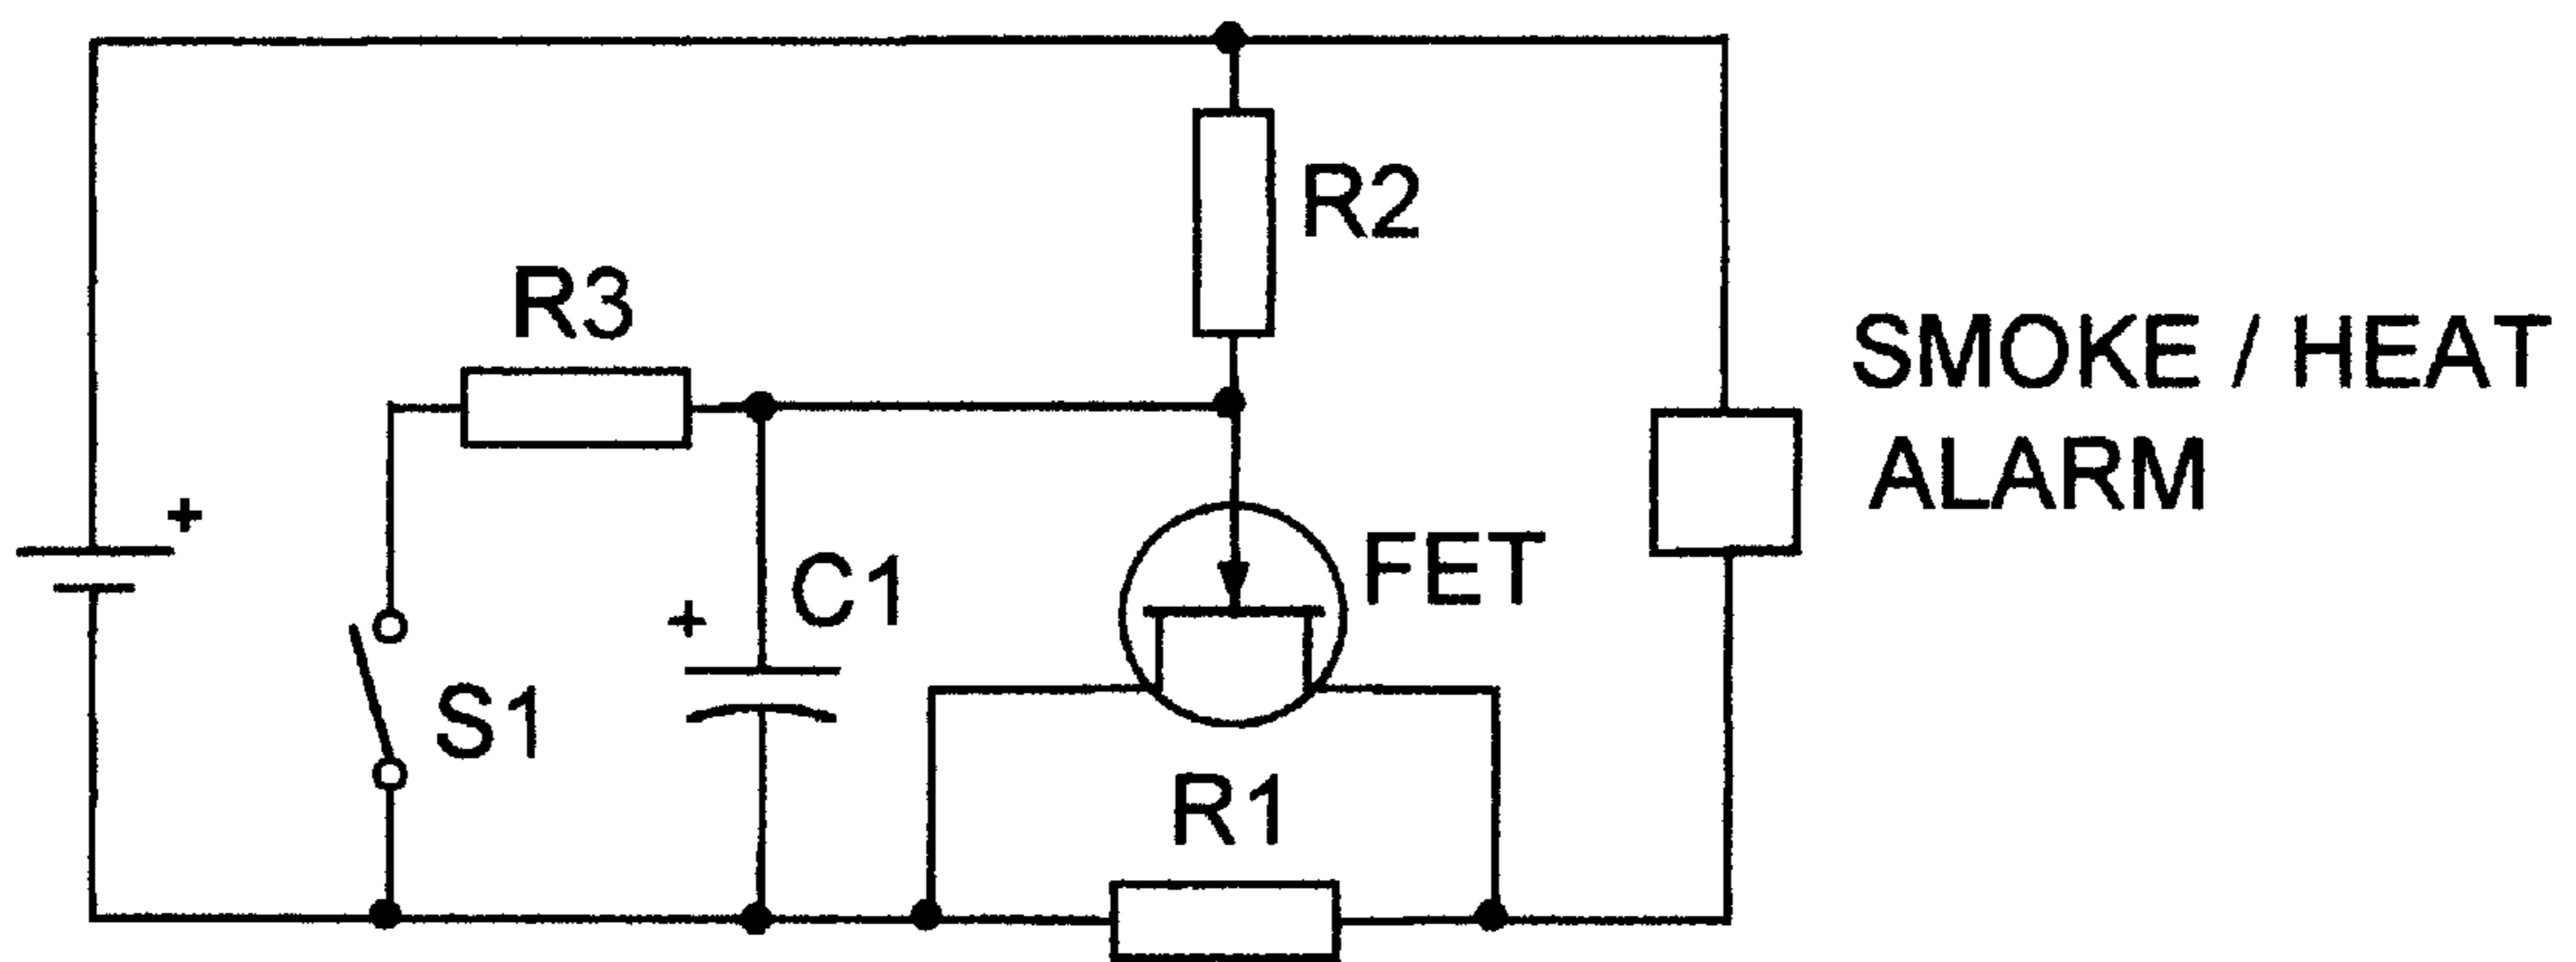 R2
R3
SMOKE / HEAT
ALARM
+
FET
C1
+
S1
R1